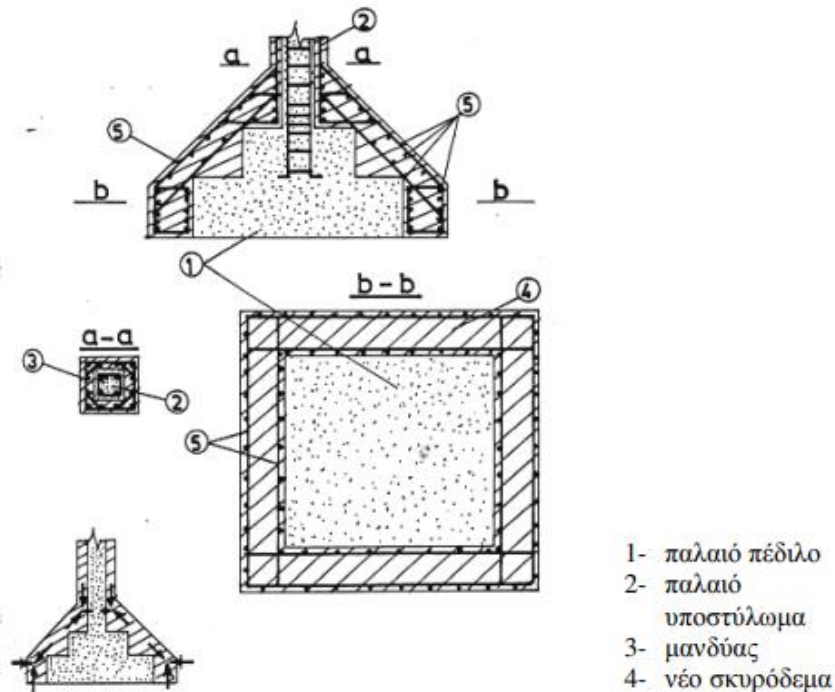 2
a a
5
5
b b
1
b-b
4
a-a
3
2
5
1- παλαιό πέδιλο
2- παλαιό
υποστύλωμα
3- μανδύας
4- νέο σκυρόδεμα